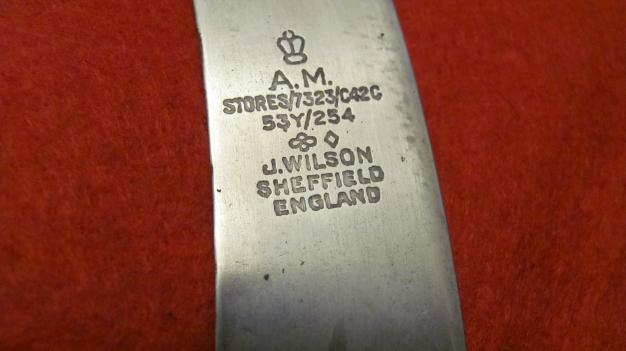 A.M.
STORES/7323/C42C
53Y/254
J.WILSON
SHEFFIELD
ENGLAND